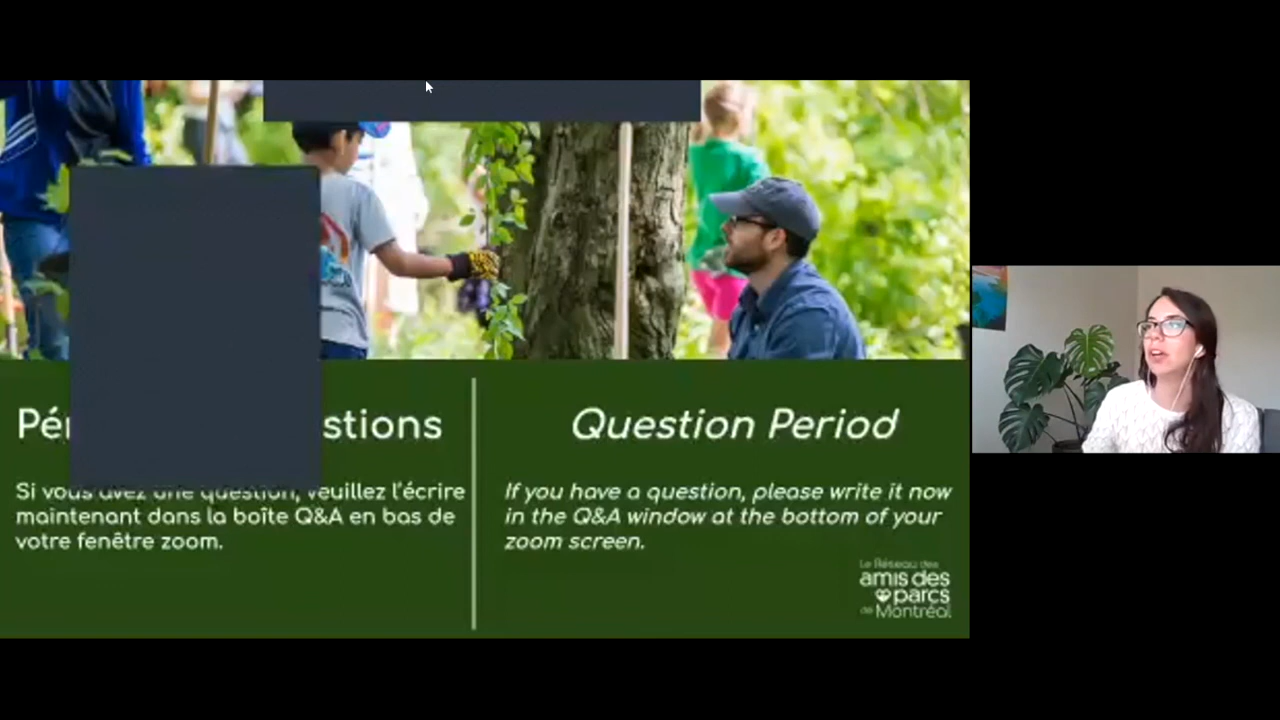 Pér stions
Si vous avez une question, veuillez l'écrire
maintenant dans la boîte Q&A en bas de
votre fenêtre zoom.
Question Period
If you have a question, please write it now
in the Q&A window at the bottom of your
zoom screen.
Le Réseau des
amis des
parcs
de Montréal